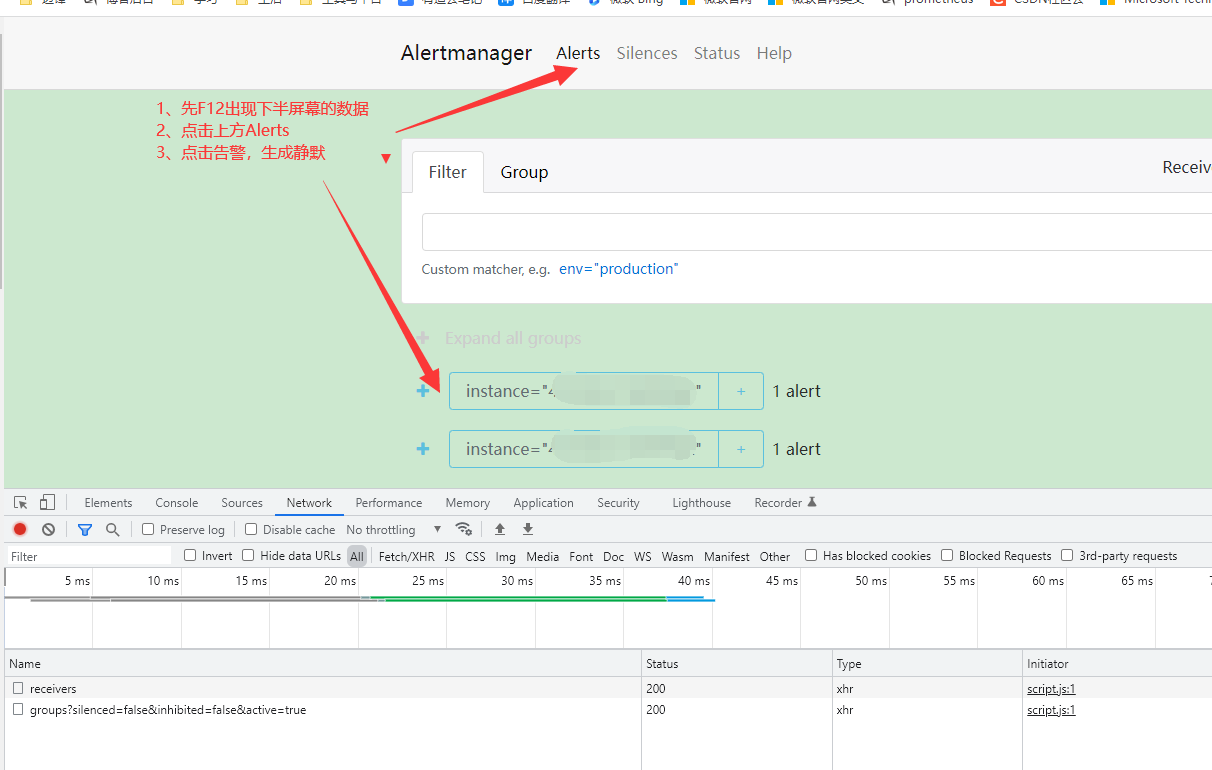 Alertmanager Alerts Silences Status Help
1、先F12出现下半屏幕的数据
2、点击上方Alerts
3、点击告警，生成静默
Filter Group Receiv
Custom matcher, e.g. env="production"
+ Expand all groups
+ instance="4 " + 1 alert
+ instance="4 " + 1 alert
Elements Console Sources Network Performance Memory Application Security Lighthouse Recorder
Preserve log Disable cache No throttling
Filter Invert Hide data URLs All Fetch/XHR JS CSS Img Media Font Doc WS Wasm Manifest Other Has blocked cookies Blocked Requests 3rd-party requests
5 ms 10 ms 15 ms 20 ms 25 ms 30 ms 35 ms 40 ms 45 ms 50 ms 55 ms 60 ms 65 ms
Name Status Type Initiator
receivers 200 xhr script.js:1
groups?silenced=false&inhibited=false&active=true 200 xhr script.js:1